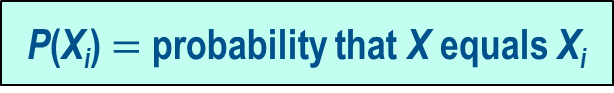 P(Xᵢ) = probability that X equals Xᵢ